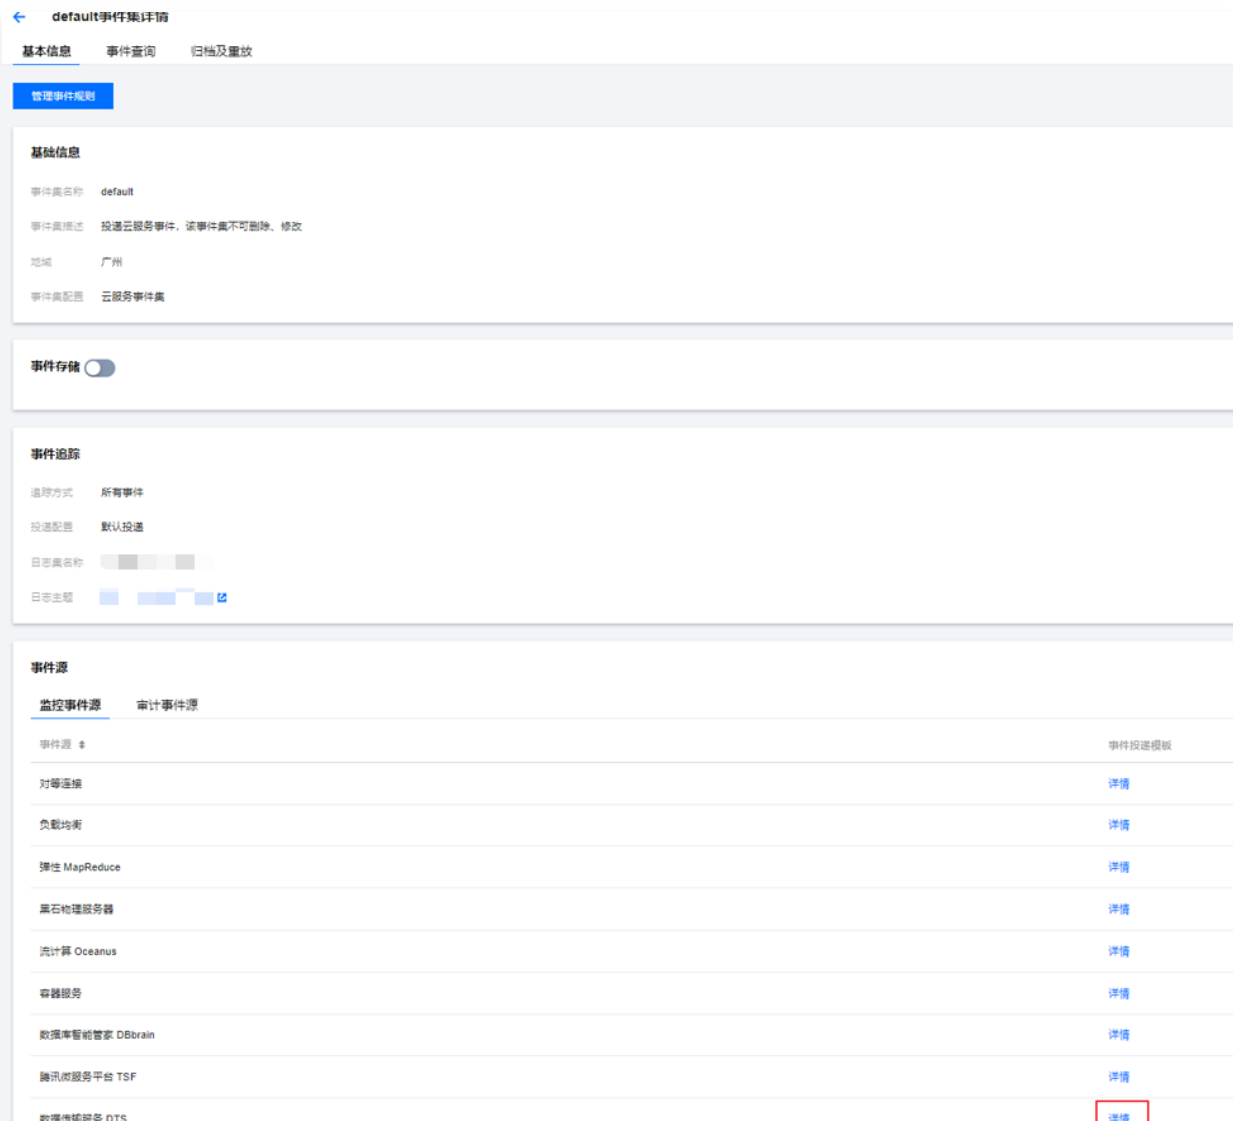 default事件集详情
基本信息 事件查询 归档及重放
管理事件规则
基础信息
事件集名称 default
事件集描述 投递云服务事件，该事件集不可删除、修改
地域 广州
事件集配置 云服务事件集
事件存储
事件追踪
追踪方式 所有事件
投递配置 默认投递
日志集名称
日志主题
事件源
监控事件源 审计事件源
事件源 事件投递模板
对等连接 详情
负载均衡 详情
弹性 MapReduce 详情
黑石物理服务器 详情
流计算 Oceanus 详情
容器服务 详情
数据库智能管家 DBbrain 详情
腾讯微服务平台 TSF 详情
数据传输服务 DTS 详情